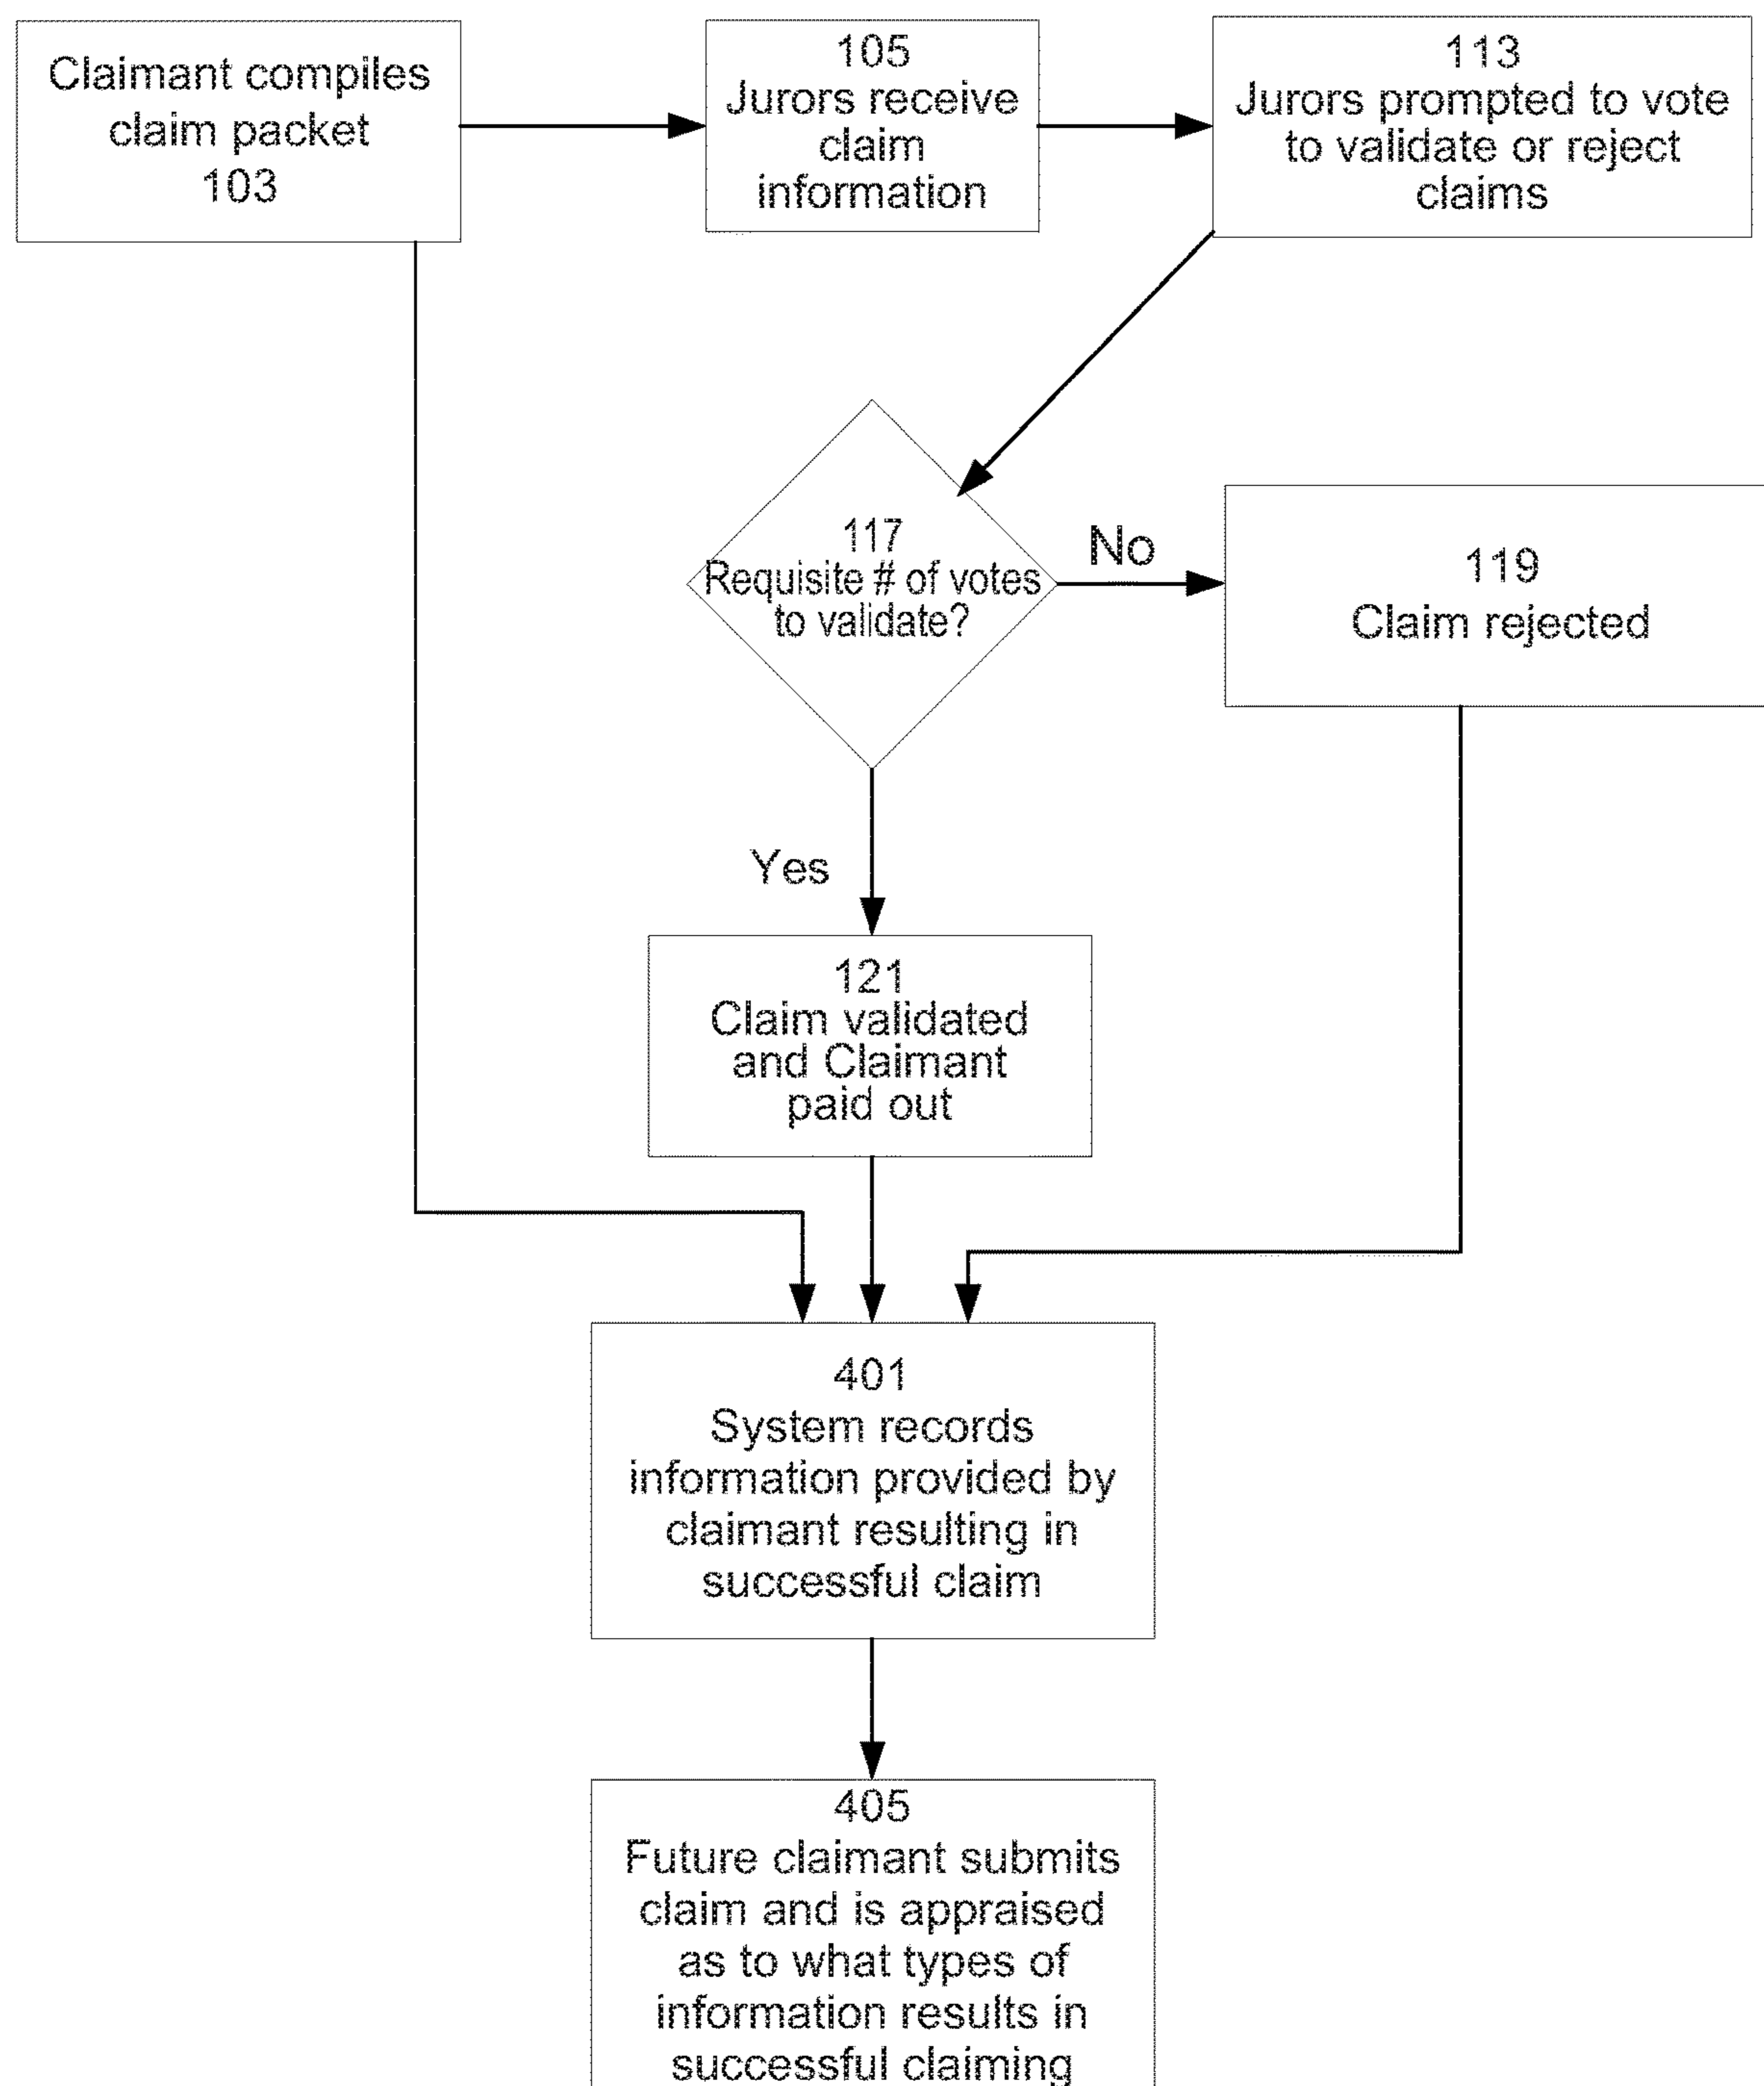 Claimant compiles
claim packet
103
105
Jurors receive
claim
information
113
Jurors prompted to vote
to validate or reject
claims
117
Requisite # of votes
to validate?
No
119
Claim rejected
Yes
121
Claim validated
and Claimant
paid out
401
System records
information provided by
claimant resulting in
successful claim
405
Future claimant submits
claim and is appraised
as to what types of
information results in
successful claiming